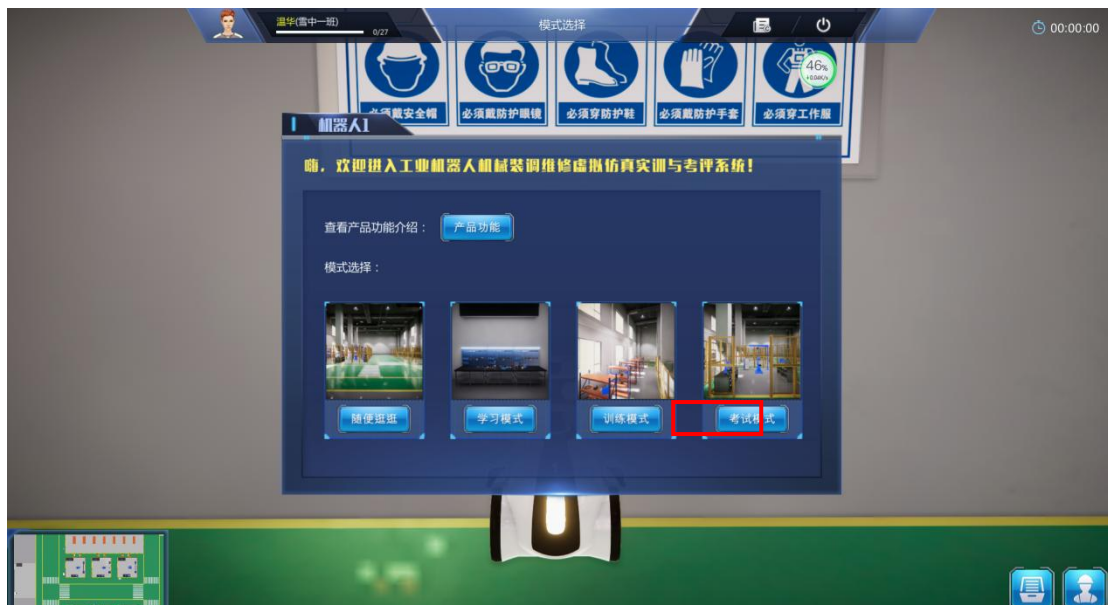 温华(雪中一班)
0/27
模式选择
00:00:00
46%
必须戴安全帽
必须戴防护眼镜
必须穿防护鞋
必须戴防护手套
必须穿工作服
机器人1
嗨，欢迎进入工业机器人机械装调维修虚拟仿真实训与考评系统！
查看产品功能介绍：
产品功能
模式选择：
随便逛逛
学习模式
训练模式
考试模式